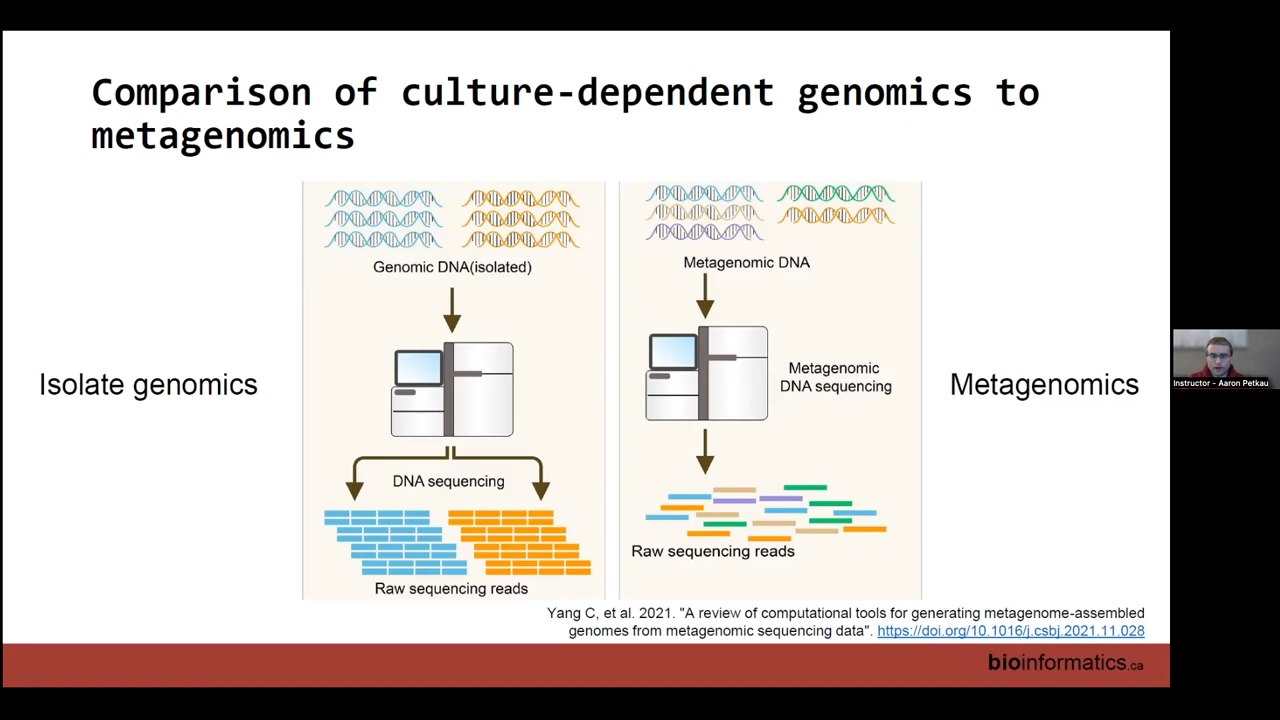 Comparison of culture-dependent genomics to
metagenomics
Isolate genomics
Genomic DNA(isolated)
DNA sequencing
Raw sequencing reads
Metagenomic DNA
Metagenomic
DNA sequencing
Raw sequencing reads
Metagenomics
Instructor - Aaron Petkau
Yang C, et al. 2021. "A review of computational tools for generating metagenome-assembled
genomes from metagenomic sequencing data". https://doi.org/10.1016/j.csbj.2021.11.028
bioinformatics.ca